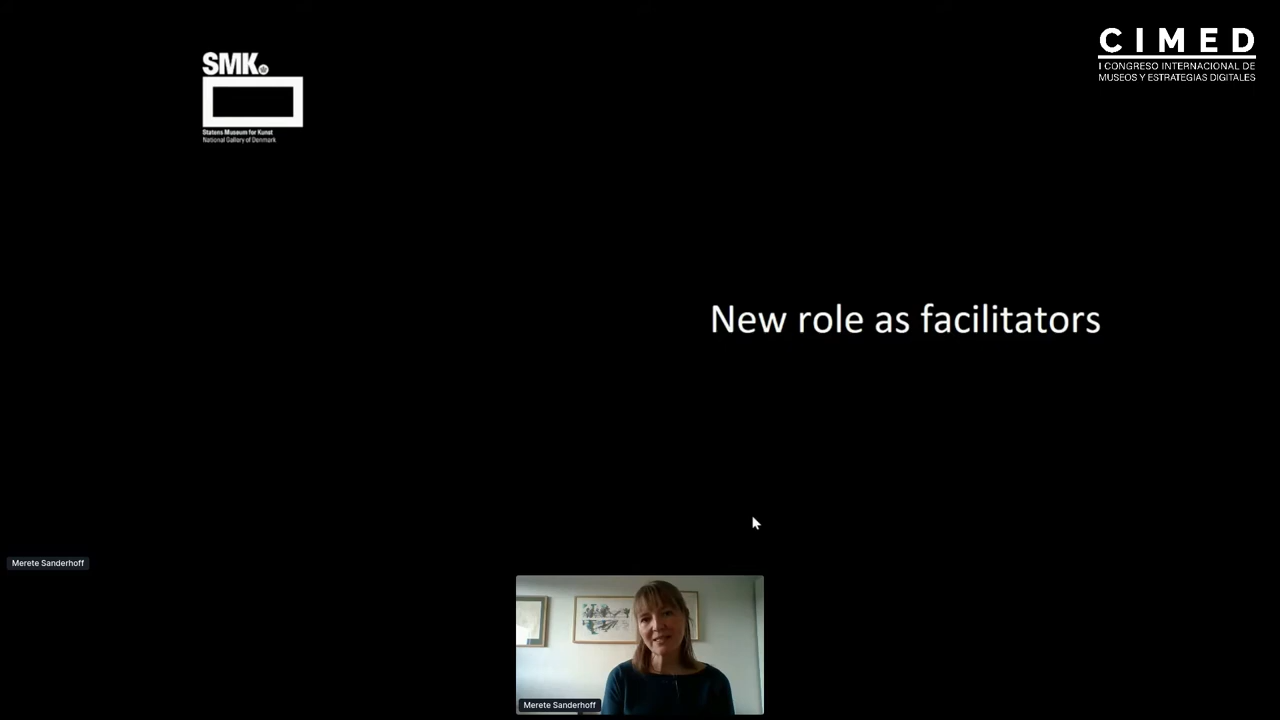 SMK
Statens Museum for Kunst
National Gallery of Denmark
CIMED
I CONGRESO INTERNACIONAL DE
MUSEOS Y ESTRATEGIAS DIGITALES
New role as facilitators
Merete Sanderhoff
Merete Sanderhoff